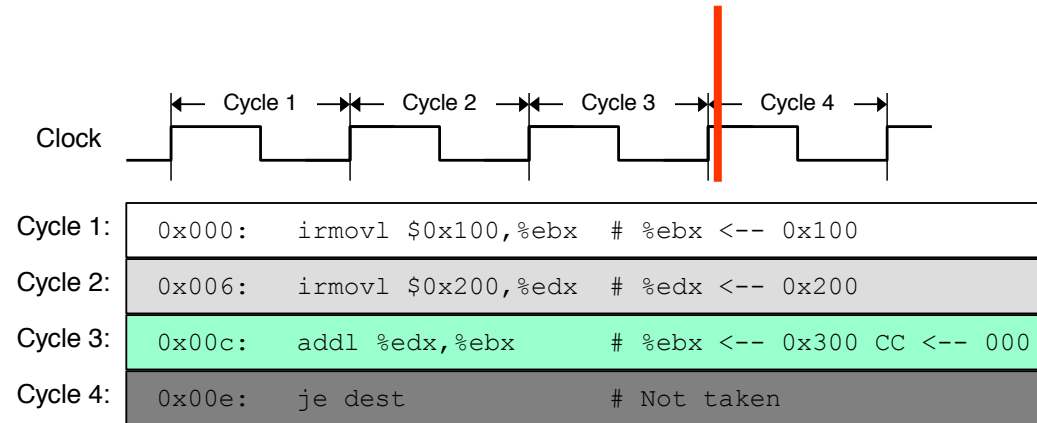 Cycle 1 Cycle 2 Cycle 3 Cycle 4
Clock
Cycle 1: 0x000: irmovl $0x100,%ebx # %ebx <-- 0x100
Cycle 2: 0x006: irmovl $0x200,%edx # %edx <-- 0x200
Cycle 3: 0x00c: addl %edx,%ebx # %ebx <-- 0x300 CC <-- 000
Cycle 4: 0x00e: je dest # Not taken